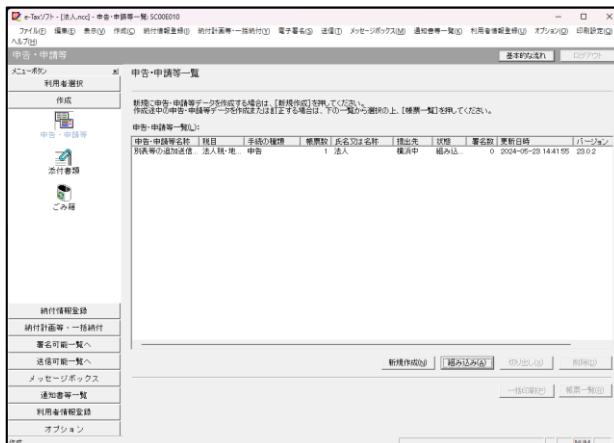 e-Taxソフト - [法人.ncc] - 申告・申請等一覧: SC00E010
ファイル(F) 編集(E) 表示(V) 作成(C) 納付情報登録(I) 納付計画等・一括納付(Y) 電子署名(S) 送信(T) メッセージボックス(M) 通知書等一覧(K) 利用者情報登録(U) オプション(O) 印刷設定(Q)
ヘルプ(H)
申告・申請等 基本的な流れ ログアウト
メニューボタン
利用者選択
作成
申告・申請等
添付書類
ごみ箱
納付情報登録
納付計画等・一括納付
署名可能一覧へ
送信可能一覧へ
メッセージボックス
通知書等一覧
利用者情報登録
オプション
申告・申請等一覧
新規に申告・申請等データを作成する場合は、[新規作成]を押してください。
作成途中の申告・申請等データを作成または訂正する場合は、下の一覧から選択の上、[帳票一覧]を押してください。
申告・申請等一覧(L):
申告・申請等名称 税目 手続の種類 帳票数 氏名又は名称 提出先 状態 署名数 更新日時 バージョン
別表等の追加送信... 法人税・地... 申告 1 法人 横浜中 組み込... 0 2024-05-23 14:41:55 23.0.2
新規作成(N) 組み込み(A) 切り出し(X) 削除(D)
一括印刷(P) 帳票一覧(R)
作成 NUM